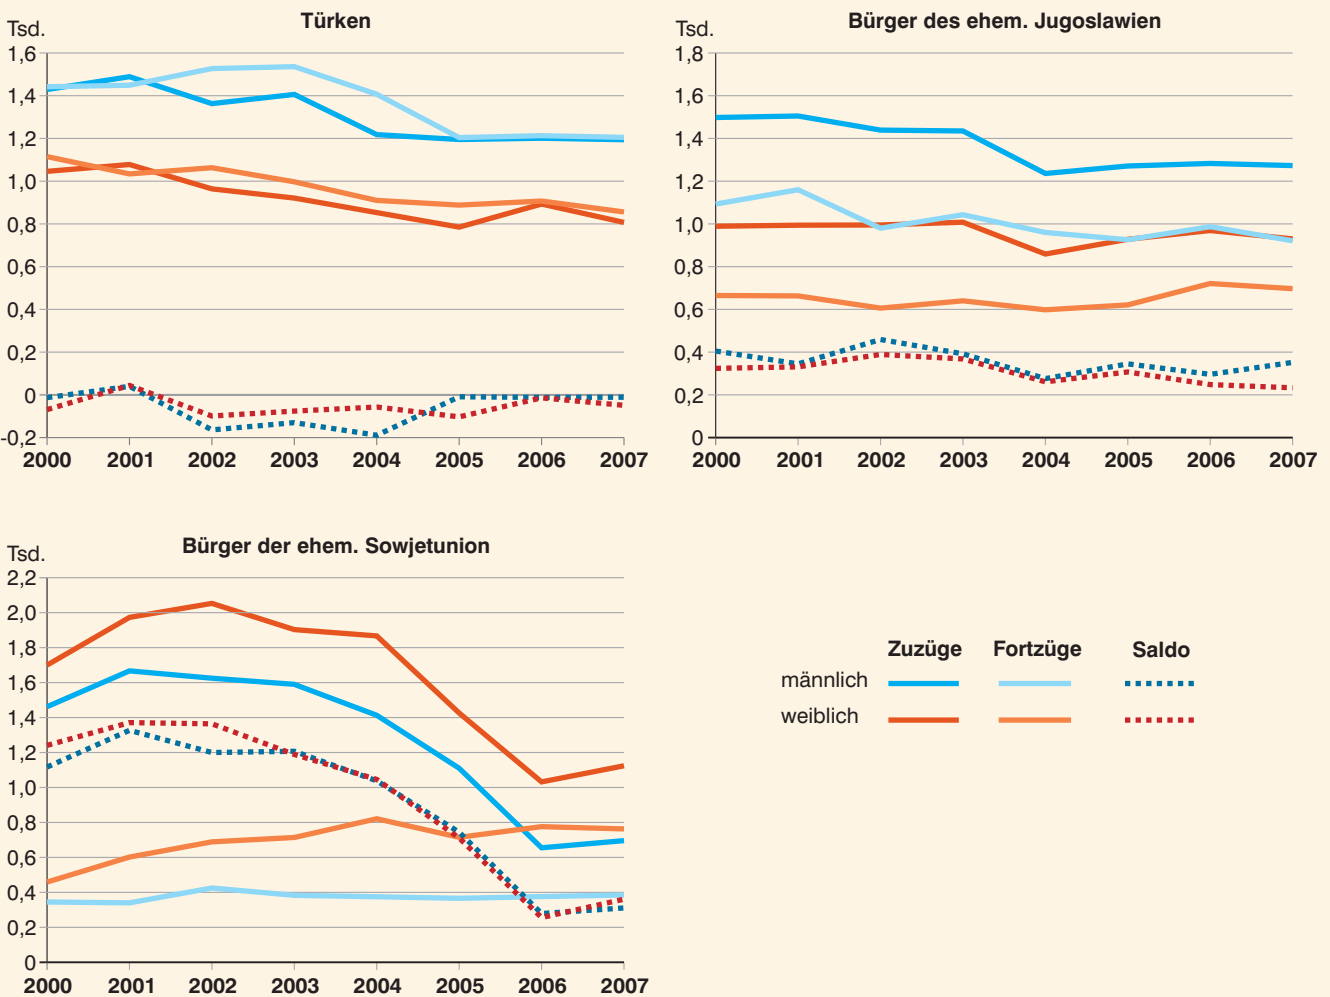 Türken
Tsd.
1,6
1,4
1,2
1,0
0,8
0,6
0,4
0,2
0
-0,2
2000 2001 2002 2003 2004 2005 2006 2007
Bürger des ehem. Jugoslawien
Tsd.
1,8
1,6
1,4
1,2
1,0
0,8
0,6
0,4
0,2
0
2000 2001 2002 2003 2004 2005 2006 2007
Bürger der ehem. Sowjetunion
Tsd.
2,2
2,0
1,8
1,6
1,4
1,2
1,0
0,8
0,6
0,4
0,2
0
2000 2001 2002 2003 2004 2005 2006 2007
Zuzüge Fortzüge Saldo
männlich
weiblich